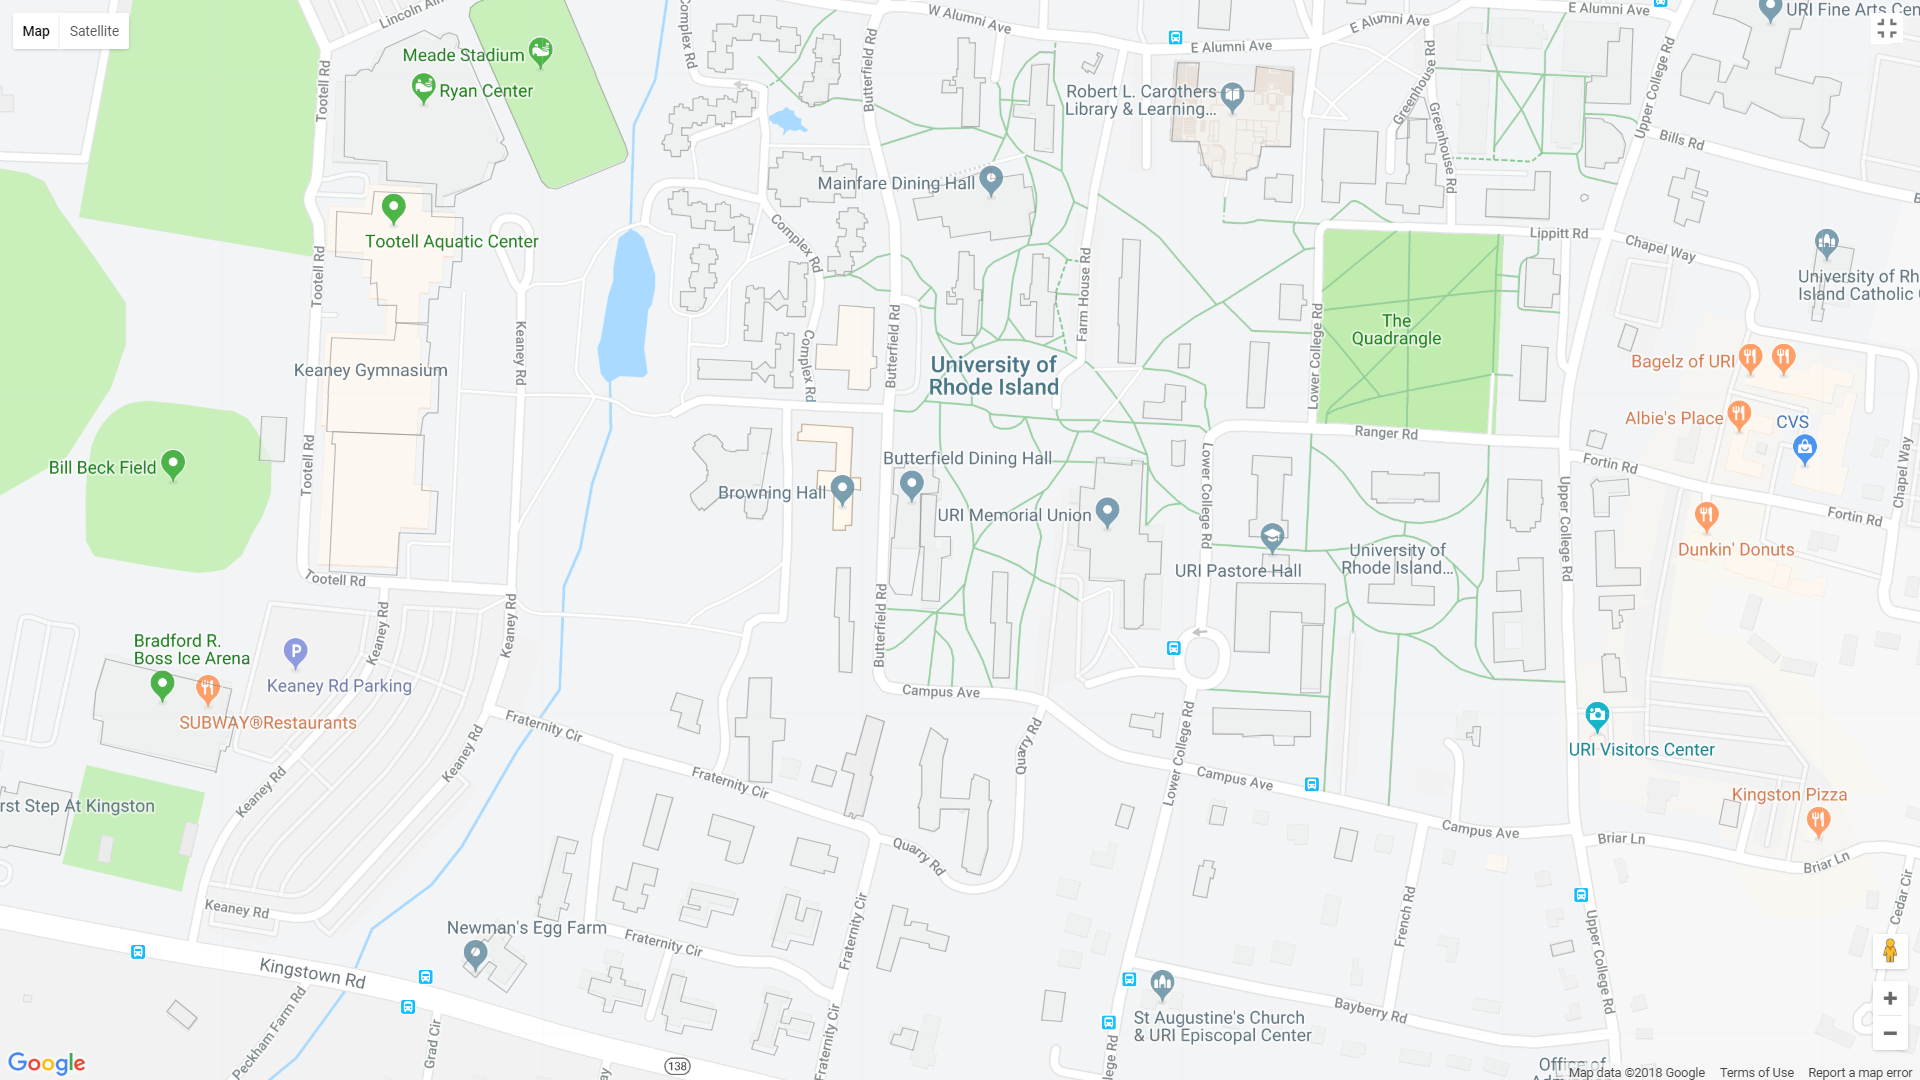 Map
Satellite
Lincoln Alm
Complex Rd
W Alumni Ave
E Alumni Ave
E Alumni Ave
E Alumni Ave
URI Fine Arts Cen
Meade Stadium
Ryan Center
Tootell Rd
Butterfield Rd
Robert L. Carothers
Library & Learning...
Greenhouse Rd
Greenhouse Rd
Upper College Rd
Bills Rd
Mainfare Dining Hall
Tootell Aquatic Center
Tootell Rd
Complex Rd
Farm House Rd
Lippitt Rd
Chapel Way
University of Rh
Island Catholic C
Keaney Rd
Complex Rd
Butterfield Rd
University of
Rhode Island
Lower College Rd
The
Quadrangle
Keaney Gymnasium
Bagelz of URI
Albie's Place
CVS
Ranger Rd
Fortin Rd
Chapel Way
Bill Beck Field
Tootell Rd
Butterfield Dining Hall
Browning Hall
URI Memorial Union
Lower College Rd
Upper College Rd
Fortin Rd
Dunkin' Donuts
University of
Rhode Island...
URI Pastore Hall
Tootell Rd
Keaney Rd
Keaney Rd
Butterfield Rd
Bradford R.
Boss Ice Arena
Keaney Rd Parking
SUBWAY®Restaurants
Campus Ave
Fraternity Cir
Keaney Rd
Keaney Rd
Quarry Rd
Lower College Rd
URI Visitors Center
Fraternity Cir
Campus Ave
Kingston Pizza
rst Step At Kingston
Campus Ave
Briar Ln
Briar Ln
Quarry Rd
Cedar Cir
Keaney Rd
Fraternity Cir
French Rd
Newman's Egg Farm
Fraternity Cir
Upper College Rd
Kingstown Rd
Bayberry Rd
St Augustine's Church
& URI Episcopal Center
Peckham Farm Rd
Grad Cir
Fraternity Cir
llege Rd
138
Office of
Google
Map data ©2018 Google
Terms of Use
Report a map error